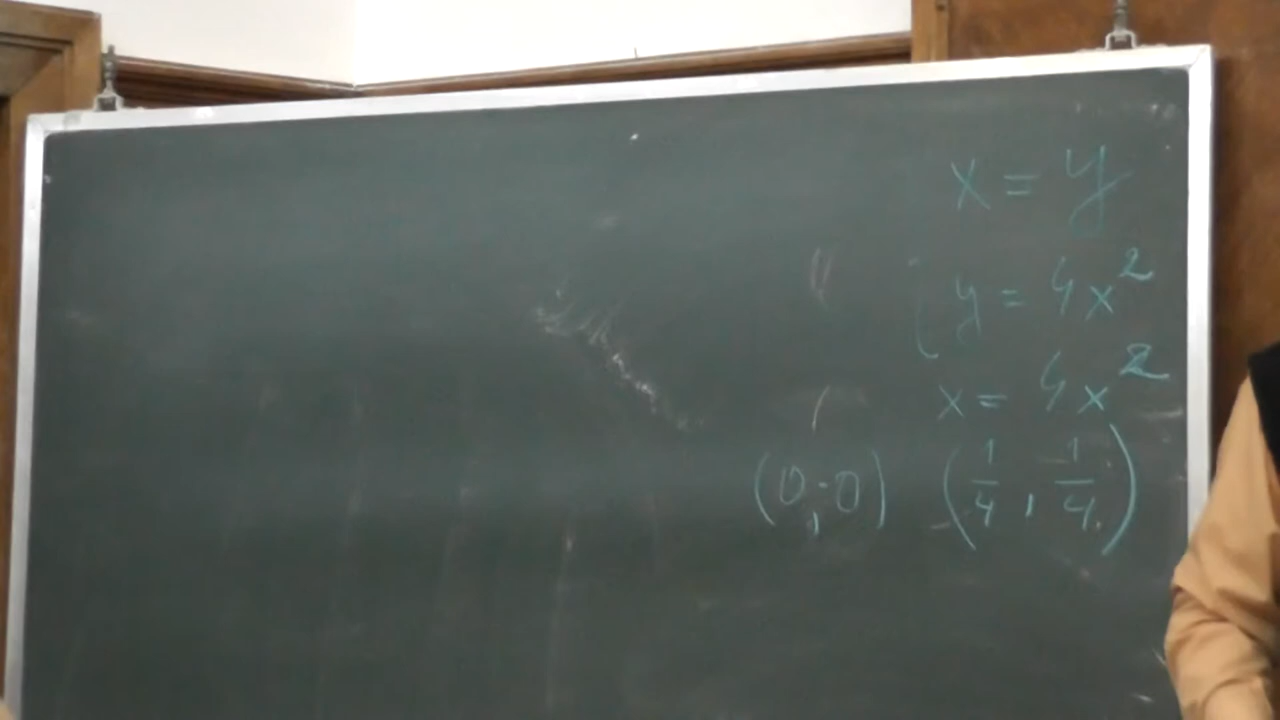 x = y
y = 4x²
x = 4x²
(0, 0) (1/4, 1/4)